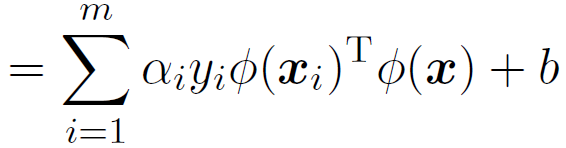 = \sum_{i=1}^{m} \alpha_i y_i \phi(\boldsymbol{x}_i)^{\mathrm{T}} \phi(\boldsymbol{x}) + b